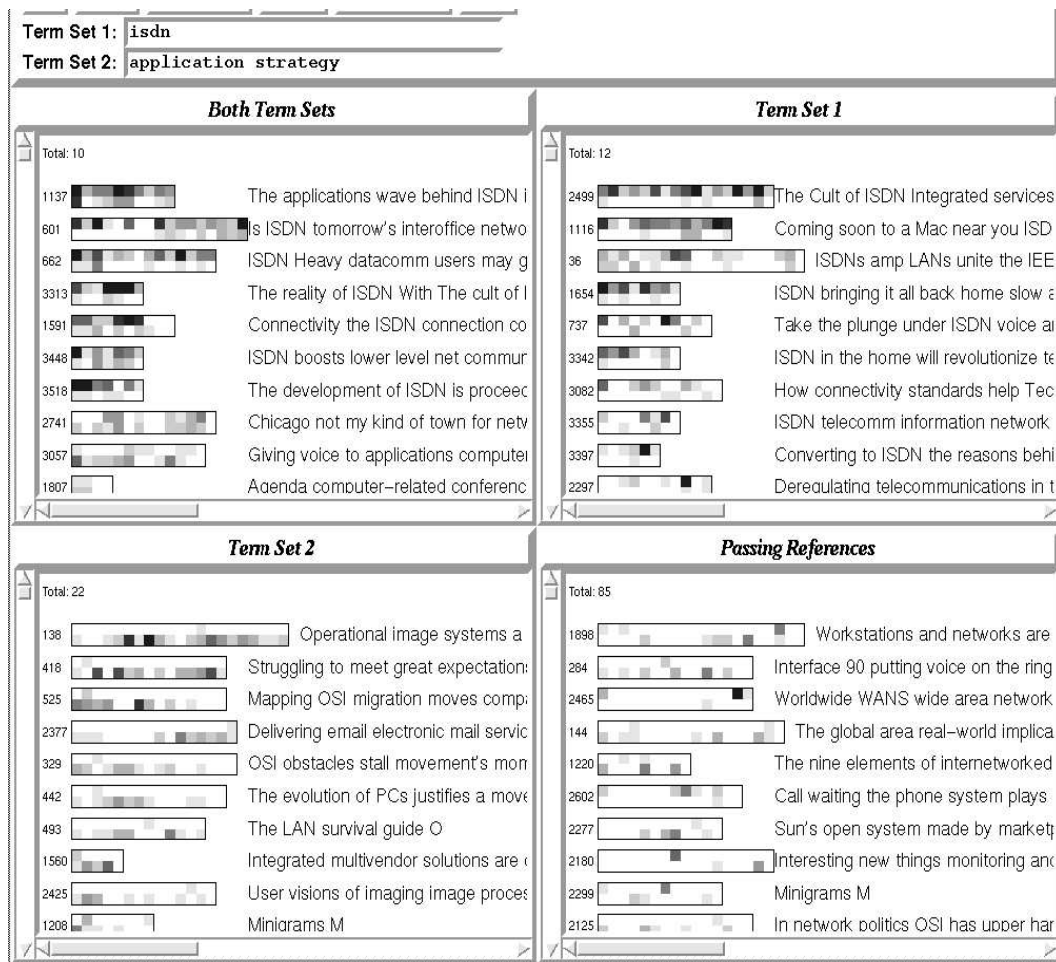 Term Set 1: isdn
Term Set 2: application strategy
Both Term Sets
Total: 10
1137 The applications wave behind ISDN i
601 Is ISDN tomorrow's interoffice netwo
662 ISDN Heavy datacomm users may g
3313 The reality of ISDN With The cult of I
1591 Connectivity the ISDN connection co
3448 ISDN boosts lower level net commun
3518 The development of ISDN is proceed
2741 Chicago not my kind of town for netw
3057 Giving voice to applications computer
1807 Agenda computer-related conferenc
Term Set 1
Total: 12
2499 The Cult of ISDN Integrated services
1116 Coming soon to a Mac near you ISD
36 ISDNs amp LANs unite the IEE
1654 ISDN bringing it all back home slow a
737 Take the plunge under ISDN voice an
3342 ISDN in the home will revolutionize te
3082 How connectivity standards help Tec
3355 ISDN telecomm information network
3397 Converting to ISDN the reasons behi
2297 Deregulating telecommunications in t
Term Set 2
Total: 22
138 Operational image systems a
418 Struggling to meet great expectations
525 Mapping OSI migration moves compa
2377 Delivering email electronic mail servic
329 OSI obstacles stall movement's mom
442 The evolution of PCs justifies a move
493 The LAN survival guide O
1560 Integrated multivendor solutions are c
2425 User visions of imaging image proces
1208 Minigrams M
Passing References
Total: 85
1898 Workstations and networks are
284 Interface 90 putting voice on the ring
2465 Worldwide WANS wide area network
144 The global area real-world implica
1220 The nine elements of internetworked
2602 Call waiting the phone system plays
2277 Sun's open system made by marketp
2180 Interesting new things monitoring and
2299 Minigrams M
2125 In network politics OSI has upper han